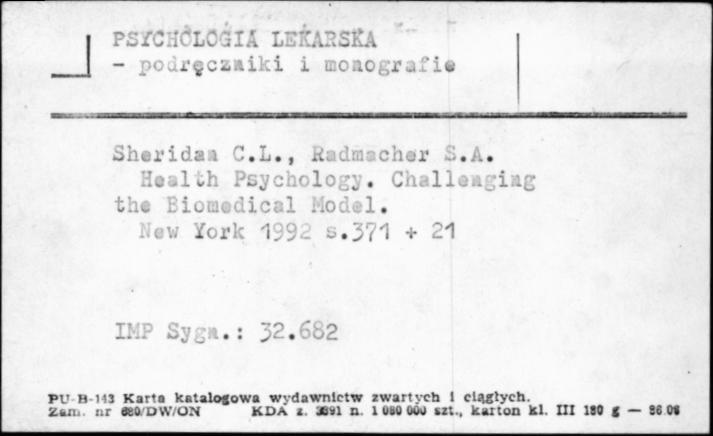 PSYCHOLOGIA LEKARSKA
- podręczniki i monografie
Sheridan C.L., Radmacher S.A.
Health Psychology. Challenging
the Biomedical Model.
New York 1992 s.371 + 21
IMP Sygn.: 32.682
PU-B-143 Karta katalogowa wydawnictw zwartych i ciągłych.
Zam. nr 680/DW/ON KDA z. 3691 n. 1 080 000 szt., karton kl. III 180 g — 86.06